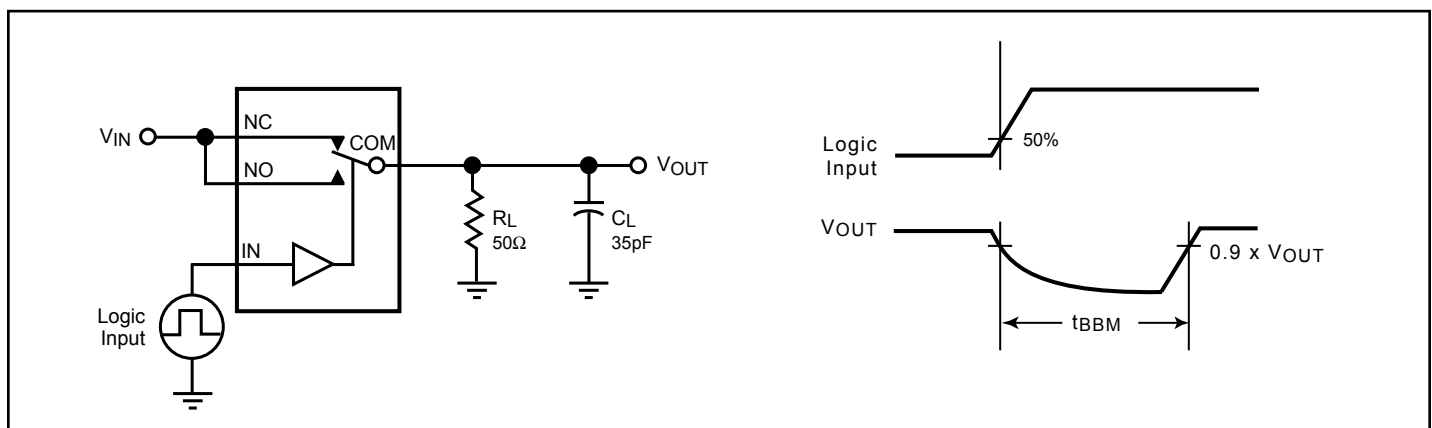 VIN
NC
COM
NO
VOUT
RL
50Ω
CL
35pF
IN
Logic
Input
Logic
Input
50%
VOUT
0.9 x VOUT
tBBM